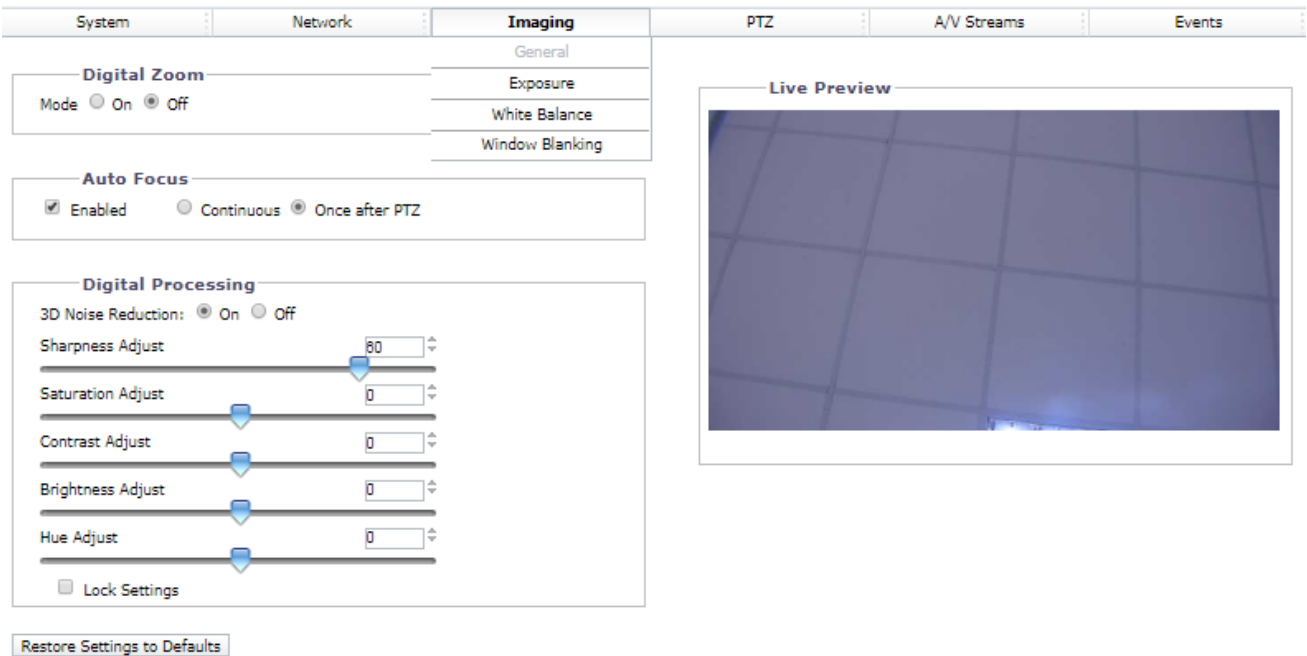 System Network Imaging PTZ A/V Streams Events
General
Exposure
White Balance
Window Blanking
Digital Zoom
Mode On Off
Auto Focus
Enabled Continuous Once after PTZ
Digital Processing
3D Noise Reduction: On Off
Sharpness Adjust 80
Saturation Adjust 0
Contrast Adjust 0
Brightness Adjust 0
Hue Adjust 0
Lock Settings
Restore Settings to Defaults
Live Preview